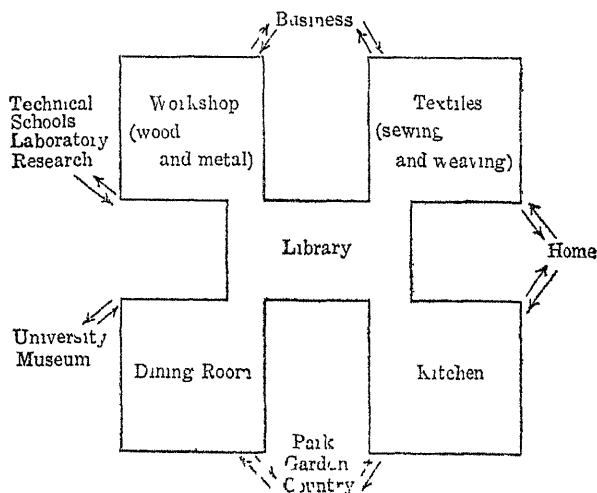 Business
Technical
Schools
Laboratory
Research
Workshop
(wood
and metal)
Textiles
(sewing
and weaving)
Library
Home
University
Museum
Dining Room
Kitchen
Park
Garden
Country